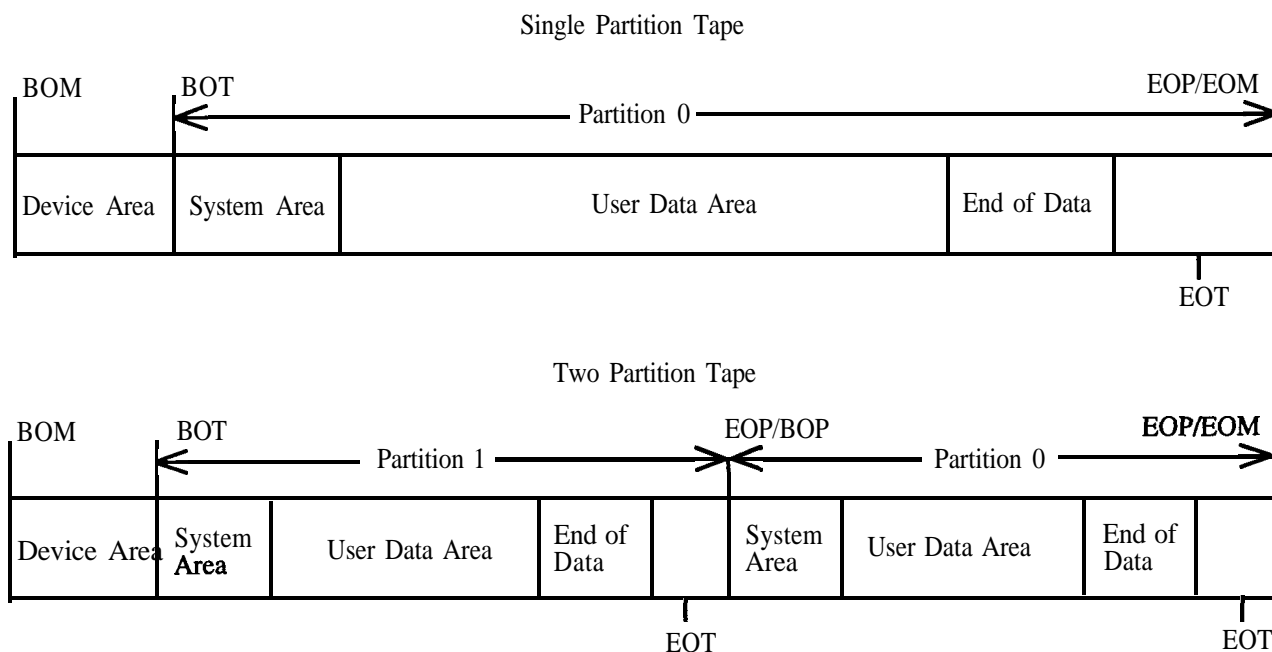 Single Partition Tape
BOM
BOT
EOP/EOM
Partition 0
Device Area
System Area
User Data Area
End of Data
EOT
Two Partition Tape
BOM
BOT
EOP/BOP
EOP/EOM
Partition 1
Partition 0
Device Area
System
Area
User Data Area
End of
Data
System
Area
User Data Area
End of
Data
EOT
EOT